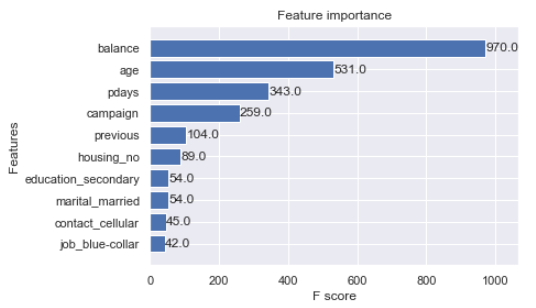 Feature importance
Features
balance 970.0
age 531.0
pdays 343.0
campaign 259.0
previous 104.0
housing_no 89.0
education_secondary 54.0
marital_married 54.0
contact_cellular 45.0
job_blue-collar 42.0
0 200 400 600 800 1000
F score